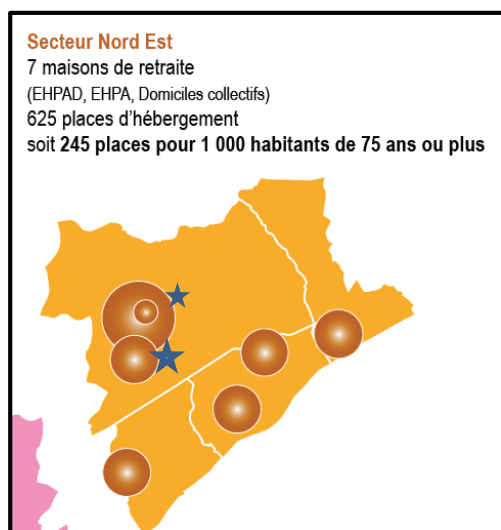 Secteur Nord Est
7 maisons de retraite
(EHPAD, EHPA, Domiciles collectifs)
625 places d'hébergement
soit 245 places pour 1 000 habitants de 75 ans ou plus